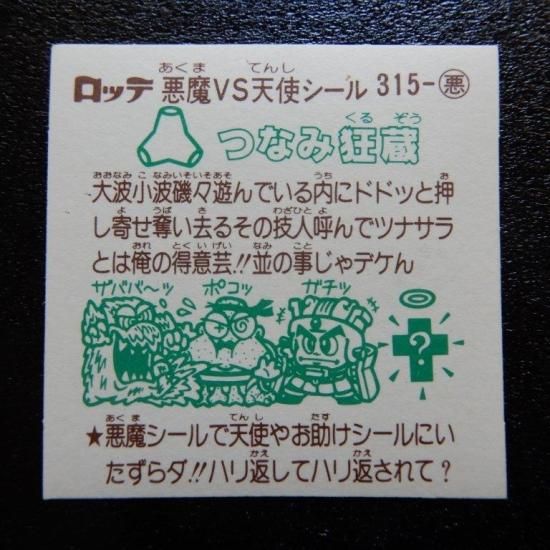 ロッテ 悪魔VS天使シール 315-悪
つなみ狂蔵
大波小波磯々遊んでいる内にドドッと押
し寄せ奪い去るその技人呼んでツナサラ
とは俺の得意芸!!並の事じゃデケん
ザババ〜ッ ポコッ ガチッ
?
★悪魔シールで天使やお助けシールにい
たずらダ!!ハリ返してハリ返されて?